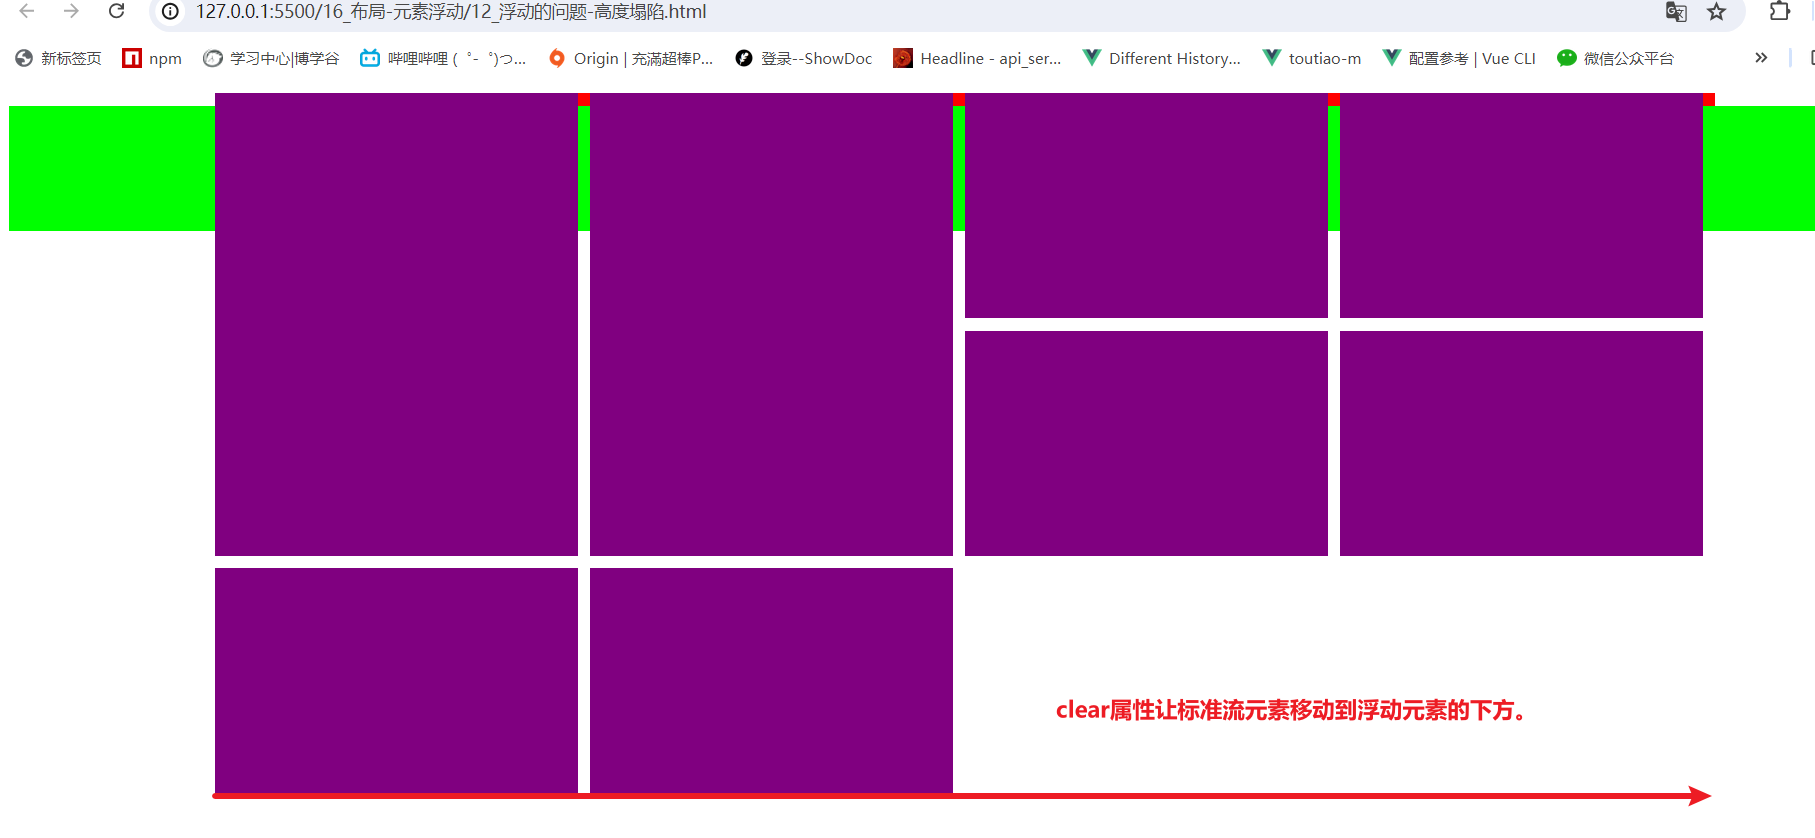 127.0.0.1:5500/16_布局-元素浮动/12_浮动的问题-高度塌陷.html
新标签页 npm 学习中心|博学谷 哔哩哔哩 (゜-゜)つ... Origin | 充满超棒P... 登录--ShowDoc Headline - api_ser... Different History... toutiao-m 配置参考 | Vue CLI 微信公众平台
clear属性让标准流元素移动到浮动元素的下方。